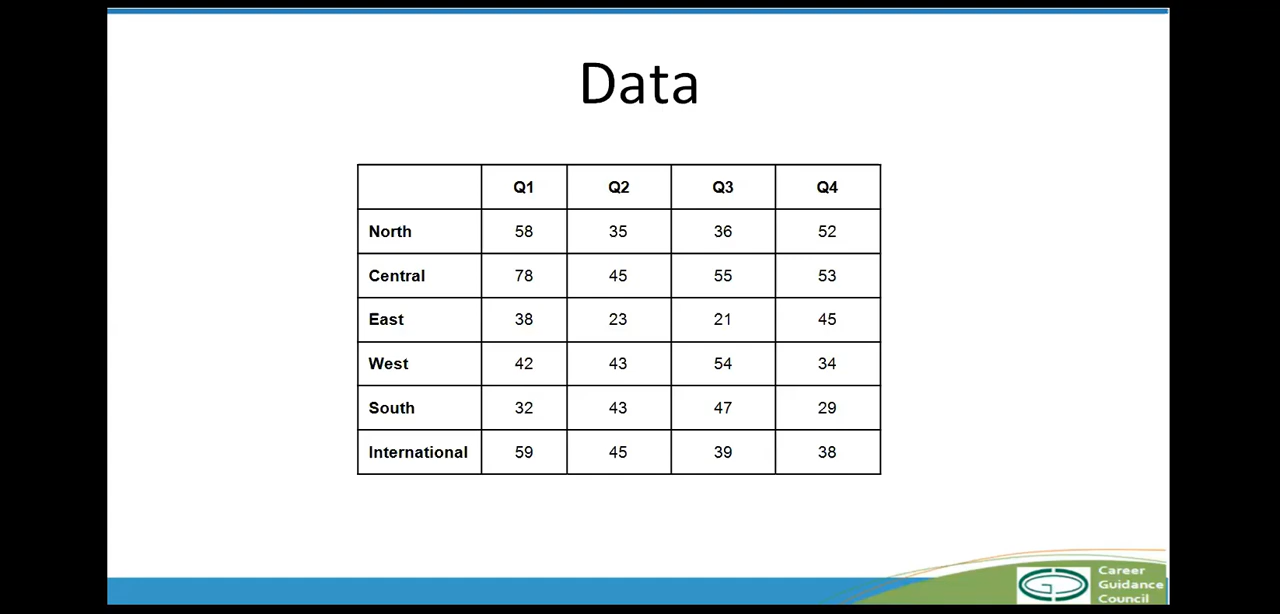 Data
Q1 Q2 Q3 Q4
North 58 35 36 52
Central 78 45 55 53
East 38 23 21 45
West 42 43 54 34
South 32 43 47 29
International 59 45 39 38
Career
Guidance
Council